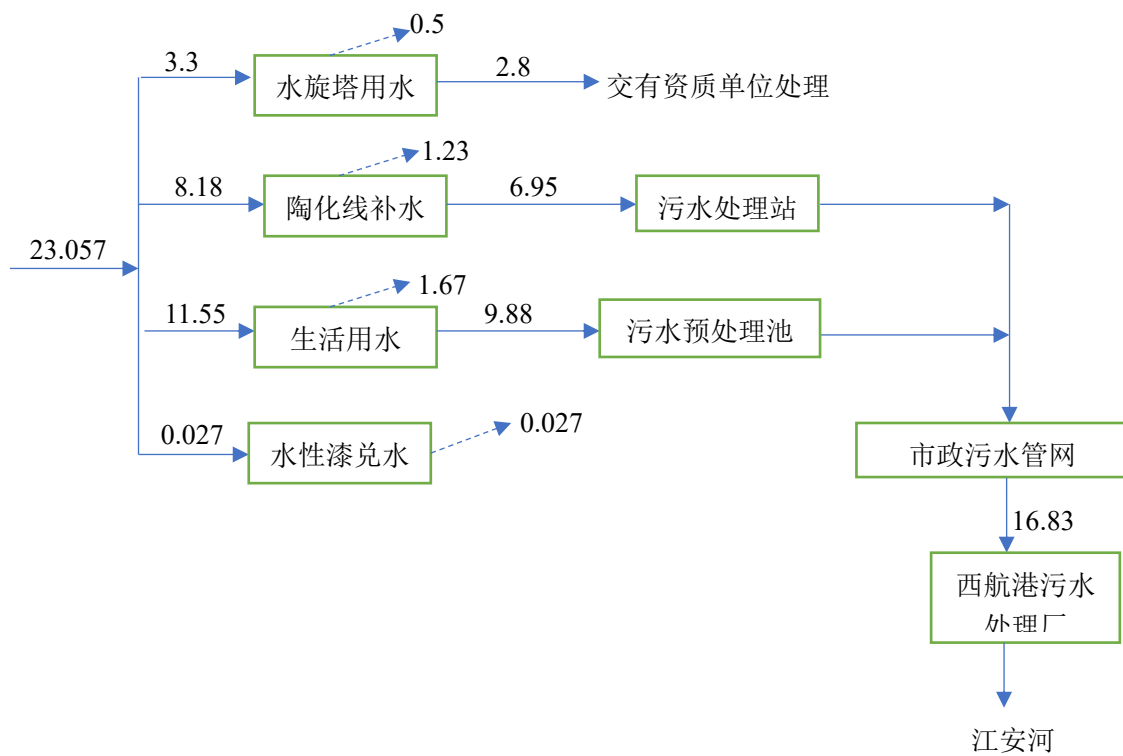 0.5
3.3
水旋塔用水
2.8
交有资质单位处理
1.23
8.18
陶化线补水
6.95
污水处理站
23.057
1.67
11.55
生活用水
9.88
污水预处理池
0.027
0.027
水性漆兑水
市政污水管网
16.83
西航港污水
处理厂
江安河